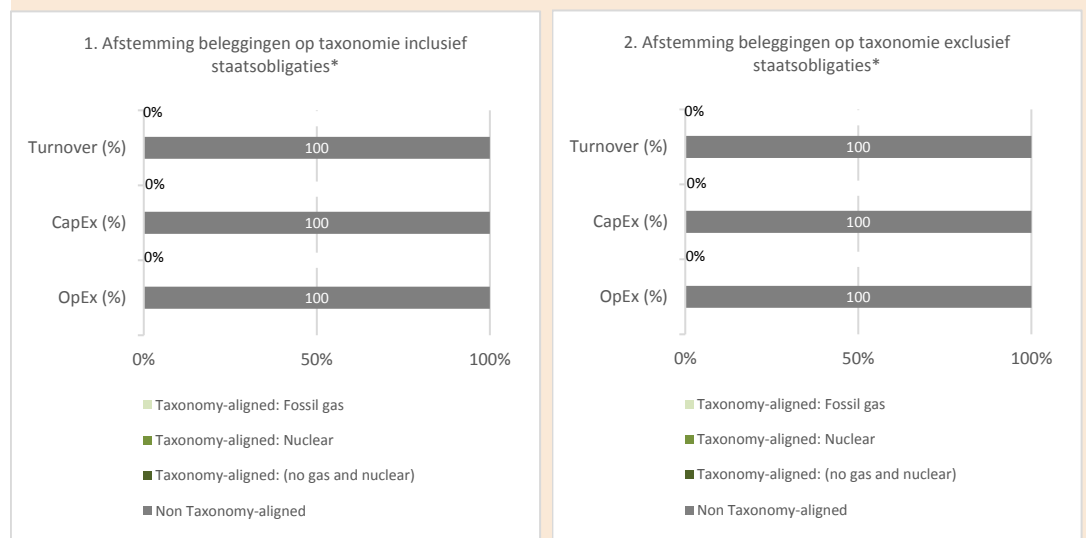 1. Afstemming beleggingen op taxonomie inclusief
staatsobligaties*
0%
Turnover (%)
100
0%
CapEx (%)
100
0%
OpEx (%)
100
0%
50%
100%
Taxonomy-aligned: Fossil gas
Taxonomy-aligned: Nuclear
Taxonomy-aligned: (no gas and nuclear)
Non Taxonomy-aligned
2. Afstemming beleggingen op taxonomie exclusief
staatsobligaties*
0%
Turnover (%)
100
0%
CapEx (%)
100
0%
OpEx (%)
100
0%
50%
100%
Taxonomy-aligned: Fossil gas
Taxonomy-aligned: Nuclear
Taxonomy-aligned: (no gas and nuclear)
Non Taxonomy-aligned